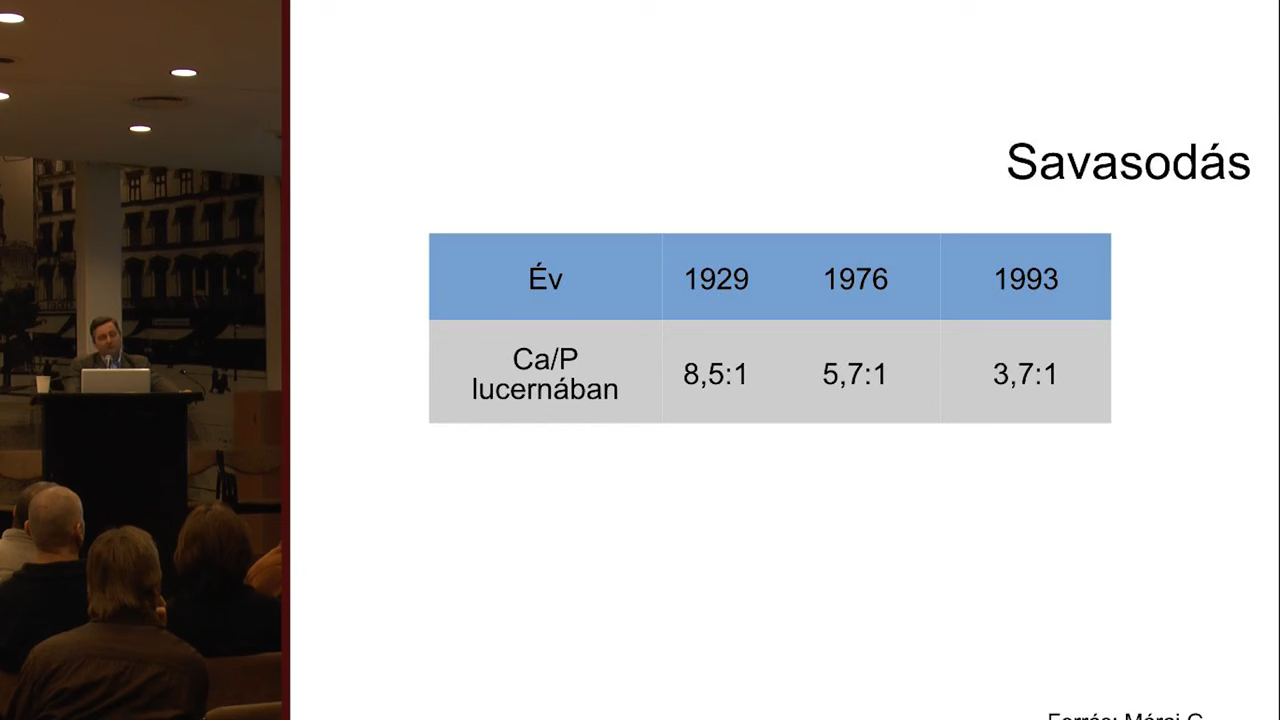 Savasodás
Év 1929 1976 1993
Ca/P
lucernában 8,5:1 5,7:1 3,7:1